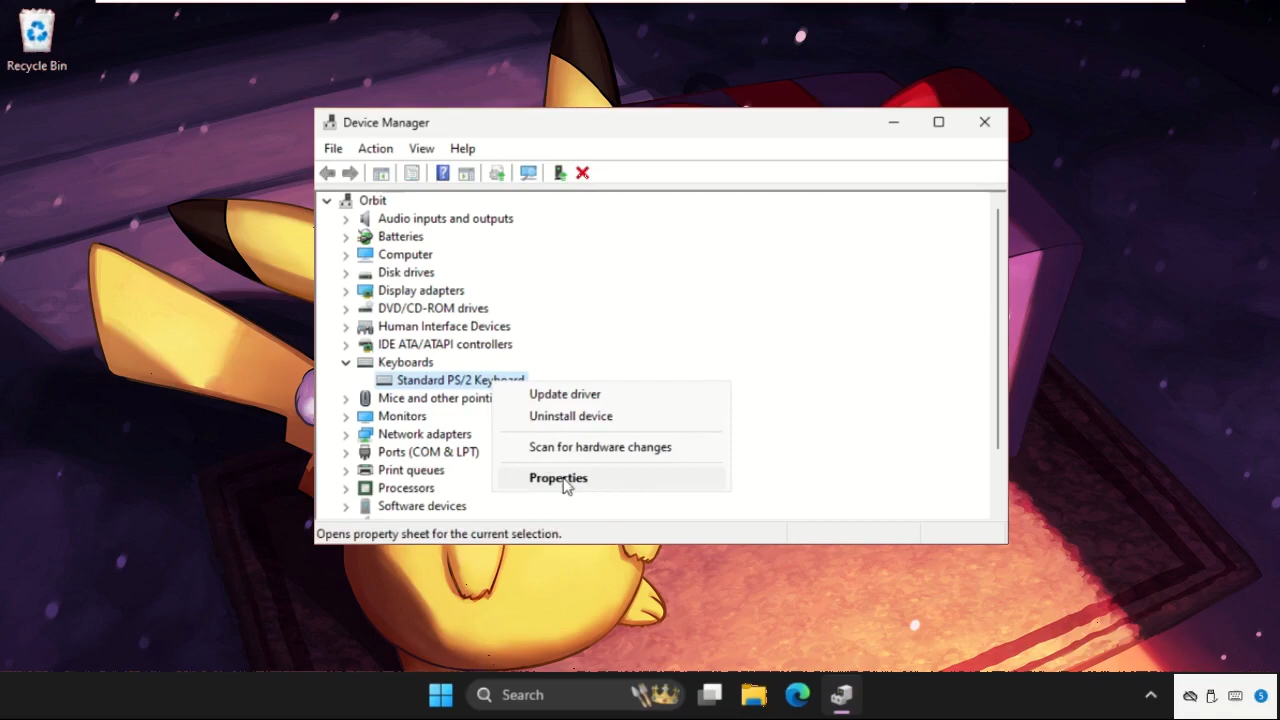 Recycle Bin
Device Manager
File Action View Help
Orbit
Audio inputs and outputs
Batteries
Computer
Disk drives
Display adapters
DVD/CD-ROM drives
Human Interface Devices
IDE ATA/ATAPI controllers
Keyboards
Standard PS/2 Keyboard
Mice and other pointi
Monitors
Network adapters
Ports (COM & LPT)
Print queues
Processors
Software devices
Update driver
Uninstall device
Scan for hardware changes
Properties
Opens property sheet for the current selection.
Search
5